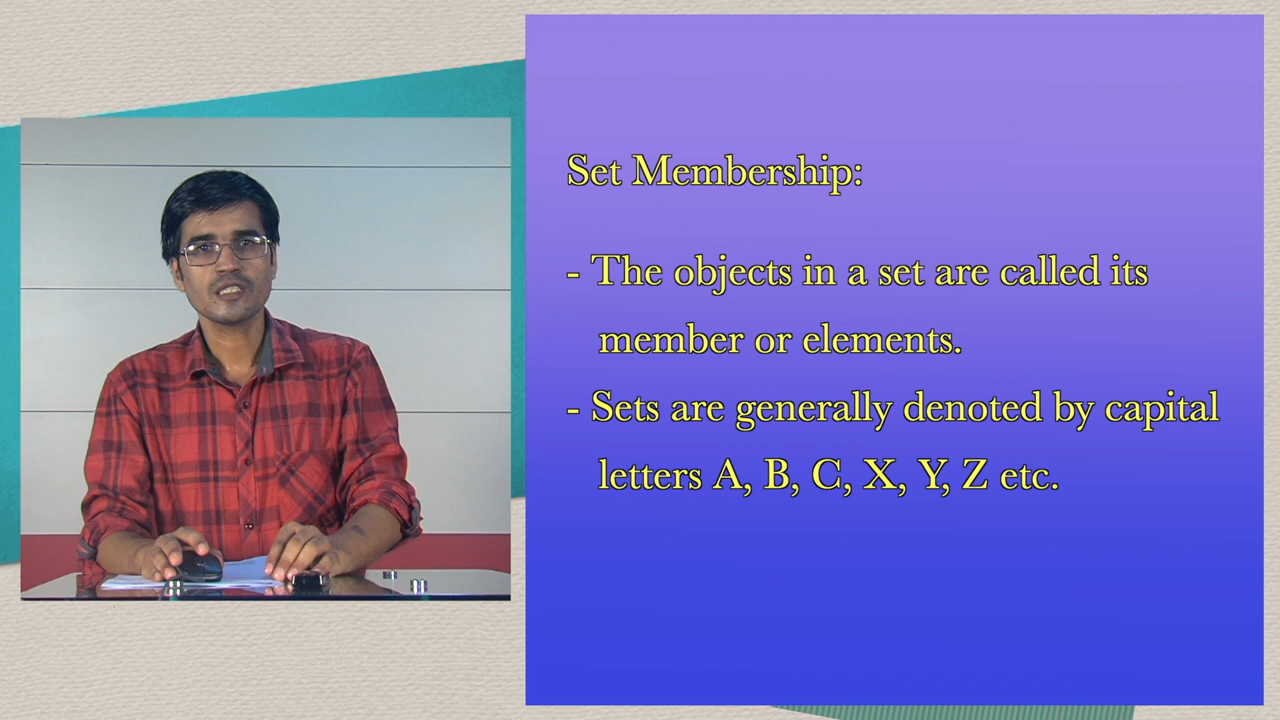 Set Membership:
- The objects in a set are called its
member or elements.
- Sets are generally denoted by capital
letters A, B, C, X, Y, Z etc.